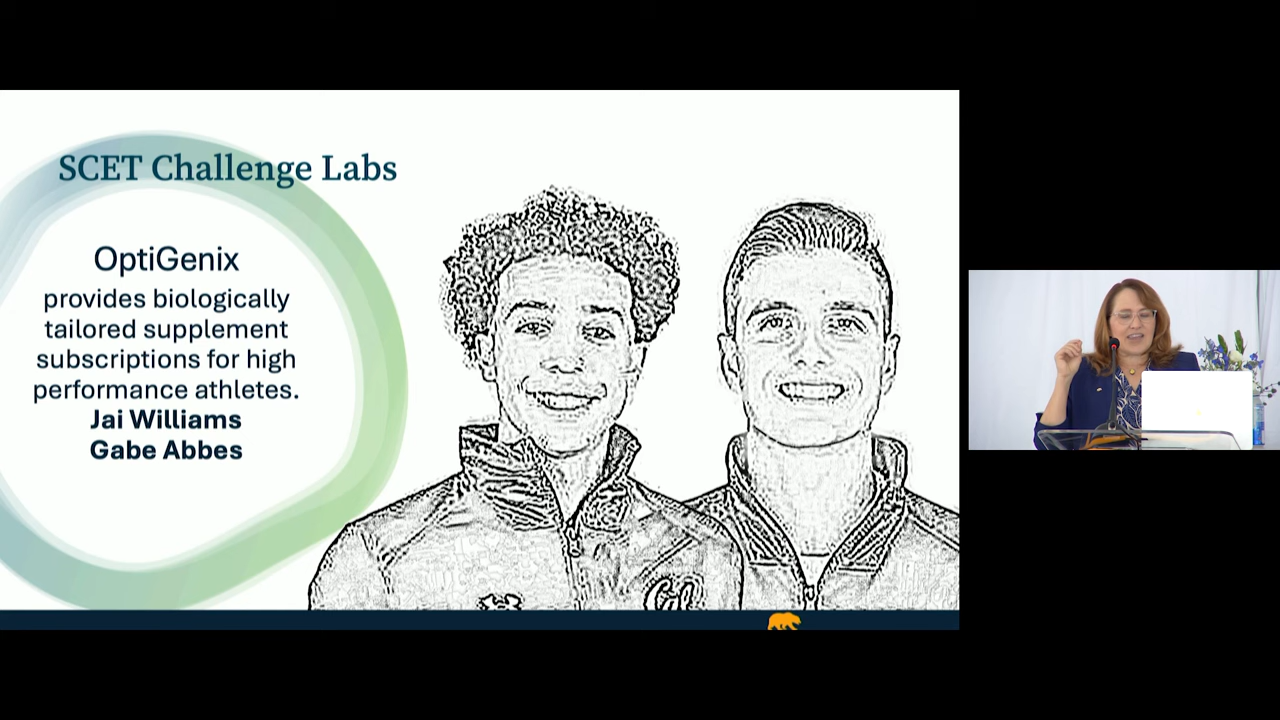 SCET Challenge Labs
OptiGenix
provides biologically
tailored supplement
subscriptions for high
performance athletes.
Jai Williams
Gabe Abbes
Cal